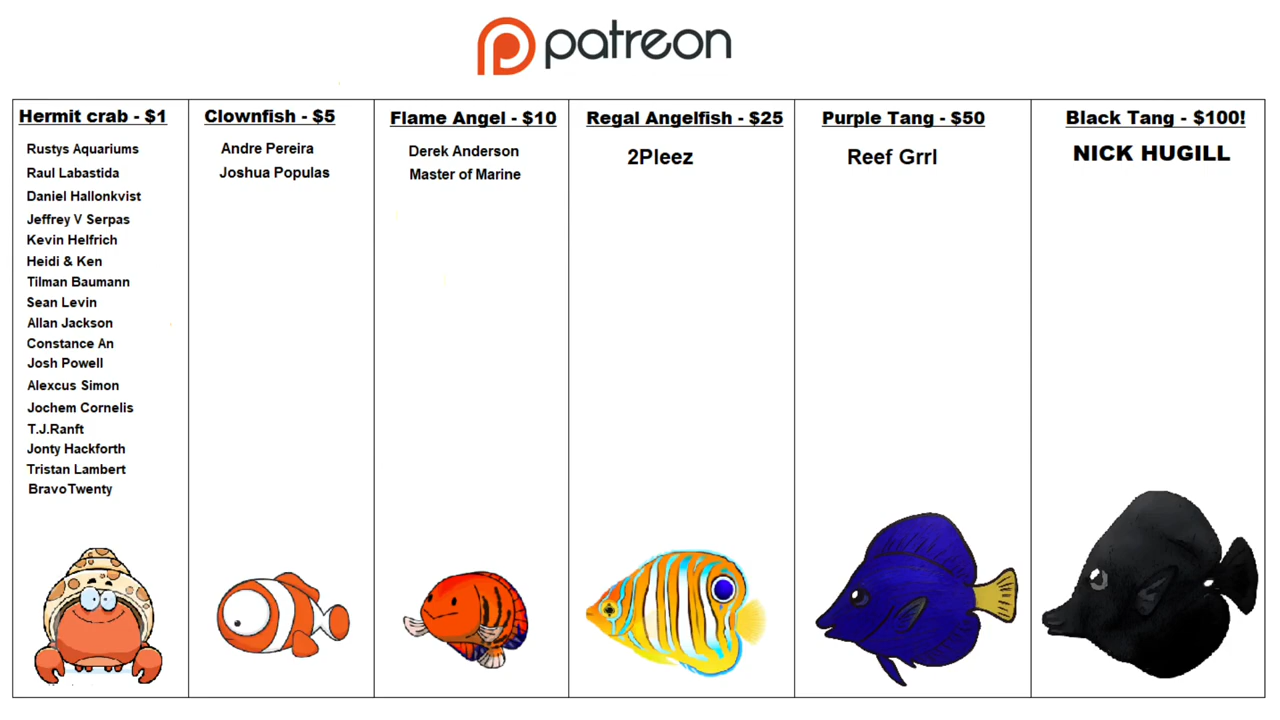 patreon
Hermit crab - $1
Rustys Aquariums
Raul Labastida
Daniel Hallonkvist
Jeffrey V Serpas
Kevin Helfrich
Heidi & Ken
Tilman Baumann
Sean Levin
Allan Jackson
Constance An
Josh Powell
Alexcus Simon
Jochem Cornelis
T.J.Ranft
Jonty Hackforth
Tristan Lambert
BravoTwenty
Clownfish - $5
Andre Pereira
Joshua Populas
Flame Angel - $10
Derek Anderson
Master of Marine
Regal Angelfish - $25
2Pleez
Purple Tang - $50
Reef Grrl
Black Tang - $100!
NICK HUGILL